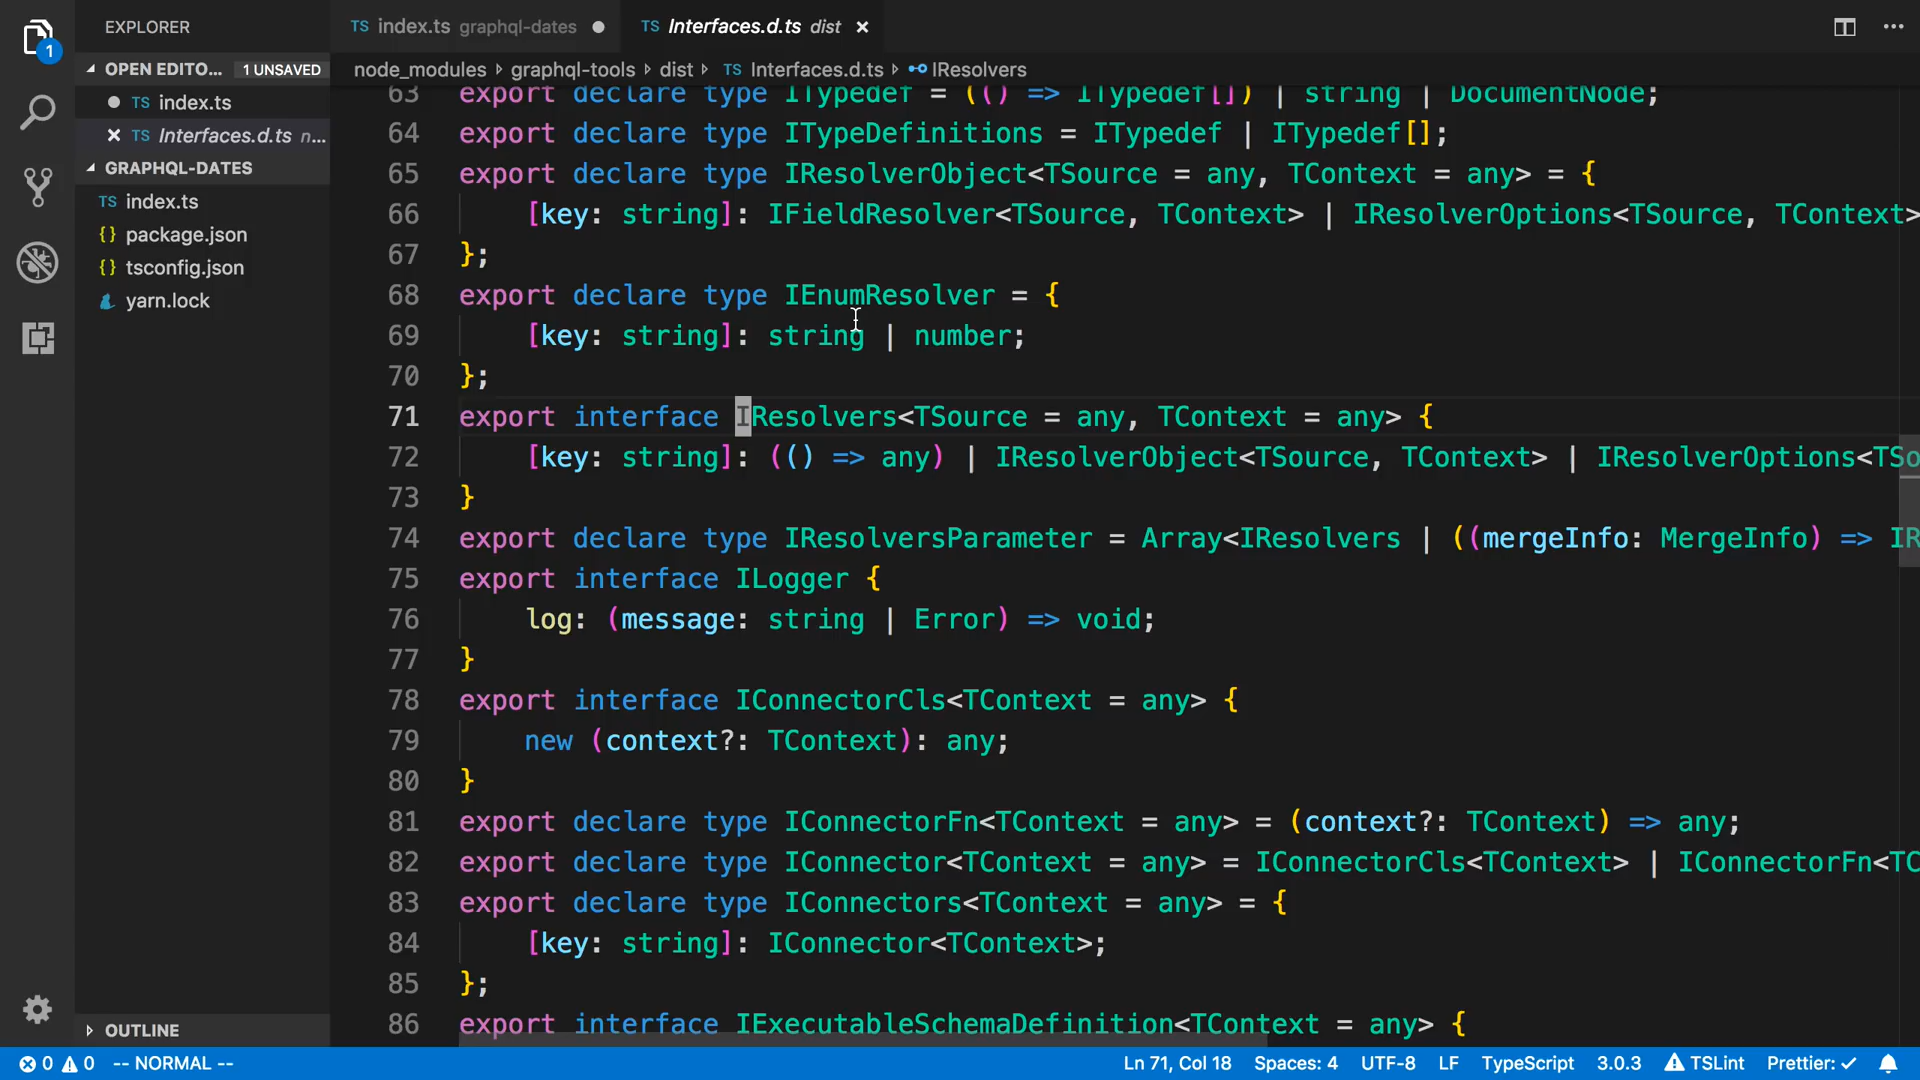 EXPLORER
TS index.ts graphql-dates
TS Interfaces.d.ts dist
1
OPEN EDITO... 1 UNSAVED
TS index.ts
TS Interfaces.d.ts n...
GRAPHQL-DATES
TS index.ts
{} package.json
{} tsconfig.json
yarn.lock
OUTLINE
node_modules graphql-tools dist TS Interfaces.d.ts IResolvers
63 export declare type ITypedef = (() => ITypedef[]) | string | DocumentNode;
64 export declare type ITypeDefinitions = ITypedef | ITypedef[];
65 export declare type IResolverObject<TSource = any, TContext = any> = {
66 [key: string]: IFieldResolver<TSource, TContext> | IResolverOptions<TSource, TContext>
67 };
68 export declare type IEnumResolver = {
69 [key: string]: string | number;
70 };
71 export interface IResolvers<TSource = any, TContext = any> {
72 [key: string]: (() => any) | IResolverObject<TSource, TContext> | IResolverOptions<TSo
73 }
74 export declare type IResolversParameter = Array<IResolvers | ((mergeInfo: MergeInfo) => IR
75 export interface ILogger {
76 log: (message: string | Error) => void;
77 }
78 export interface IConnectorCls<TContext = any> {
79 new (context?: TContext): any;
80 }
81 export declare type IConnectorFn<TContext = any> = (context?: TContext) => any;
82 export declare type IConnector<TContext = any> = IConnectorCls<TContext> | IConnectorFn<TC
83 export declare type IConnectors<TContext = any> = {
84 [key: string]: IConnector<TContext>;
85 };
86 export interface IExecutableSchemaDefinition<TContext = any> {
0 0 -- NORMAL -- Ln 71, Col 18 Spaces: 4 UTF-8 LF TypeScript 3.0.3 TSLint Prettier: ✓